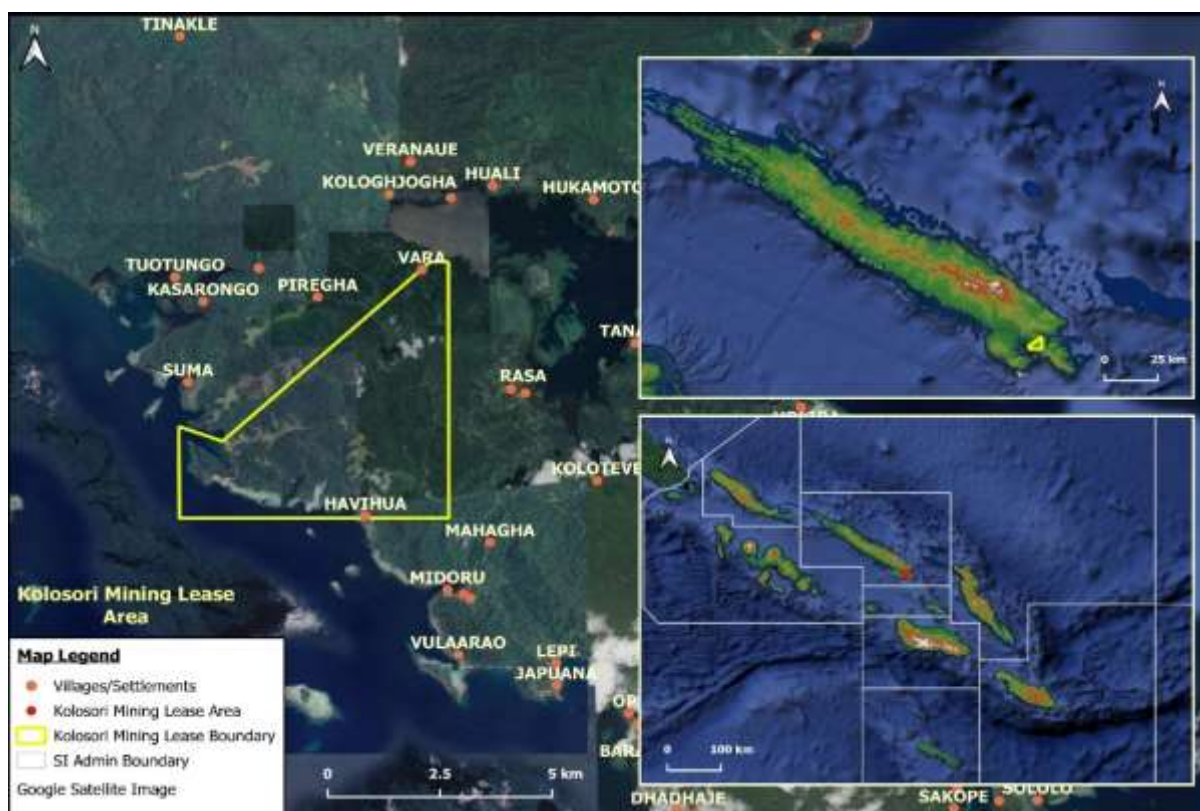 N
TINAKLE
N
VERANAUE
KOLOGHJOGHA
HUALI
HUKAMOTO
VARA
TUOTUNGO
KASARONGO
PIREGHA
TANA
0 25 km
SUMA
RASA
KOLOTEVE
N
HAVIHUA
MAHAGHA
MIDORU
Kolosori Mining Lease
Area
VULAARAO
LEPI
JAPUANA
Map Legend
Villages/Settlements
Kolosori Mining Lease Area
Kolosori Mining Lease Boundary
SI Admin Boundary
Google Satellite Image
0 2.5 5 km
OP
BARA
0 100 km
DHADHAJE
SAKOPE
SOLOLO